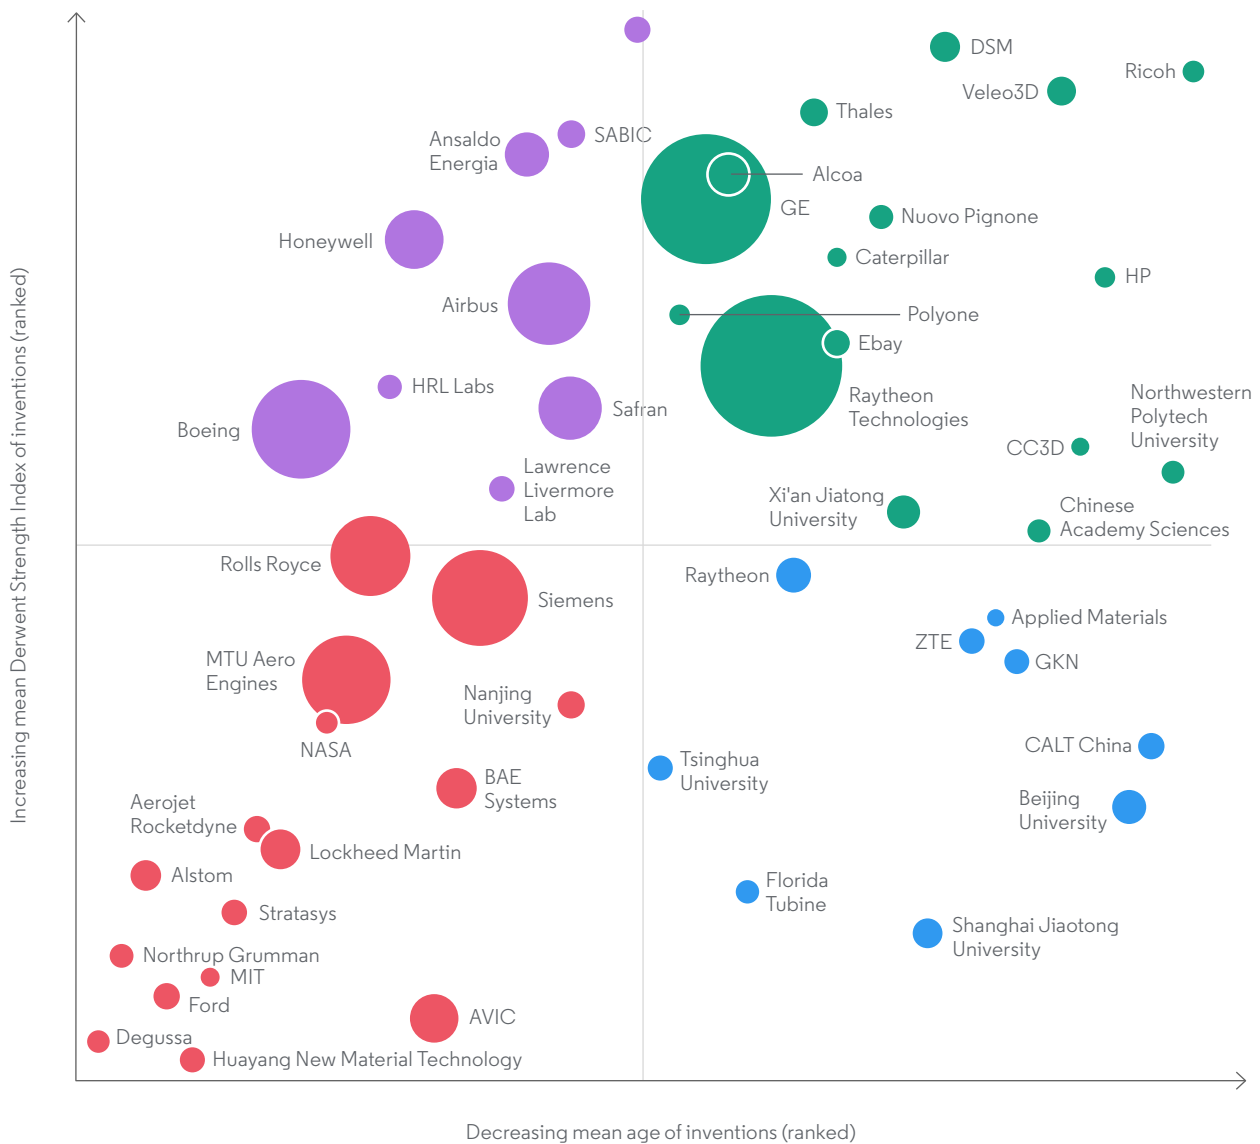 DSM
Ricoh
Veleo3D
Thales
SABIC
Ansaldo
Energia
Alcoa
GE
Nuovo Pignone
Honeywell
Caterpillar
HP
Airbus
Polyone
Ebay
HRL Labs
Northwestern
Polytech
University
Raytheon
Technologies
Safran
Boeing
CC3D
Lawrence
Livermore
Lab
Xi'an Jiatong
University
Chinese
Academy Sciences
Rolls Royce
Raytheon
Siemens
Applied Materials
ZTE
GKN
MTU Aero
Engines
Nanjing
University
NASA
CALT China
Tsinghua
University
BAE
Systems
Beijing
University
Aerojet
Rocketdyne
Lockheed Martin
Alstom
Florida
Tubine
Stratasys
Shanghai Jiaotong
University
Northrup Grumman
MIT
Ford
AVIC
Degussa
Huayang New Material Technology
Increasing mean Derwent Strength Index of inventions (ranked)
Decreasing mean age of inventions (ranked)